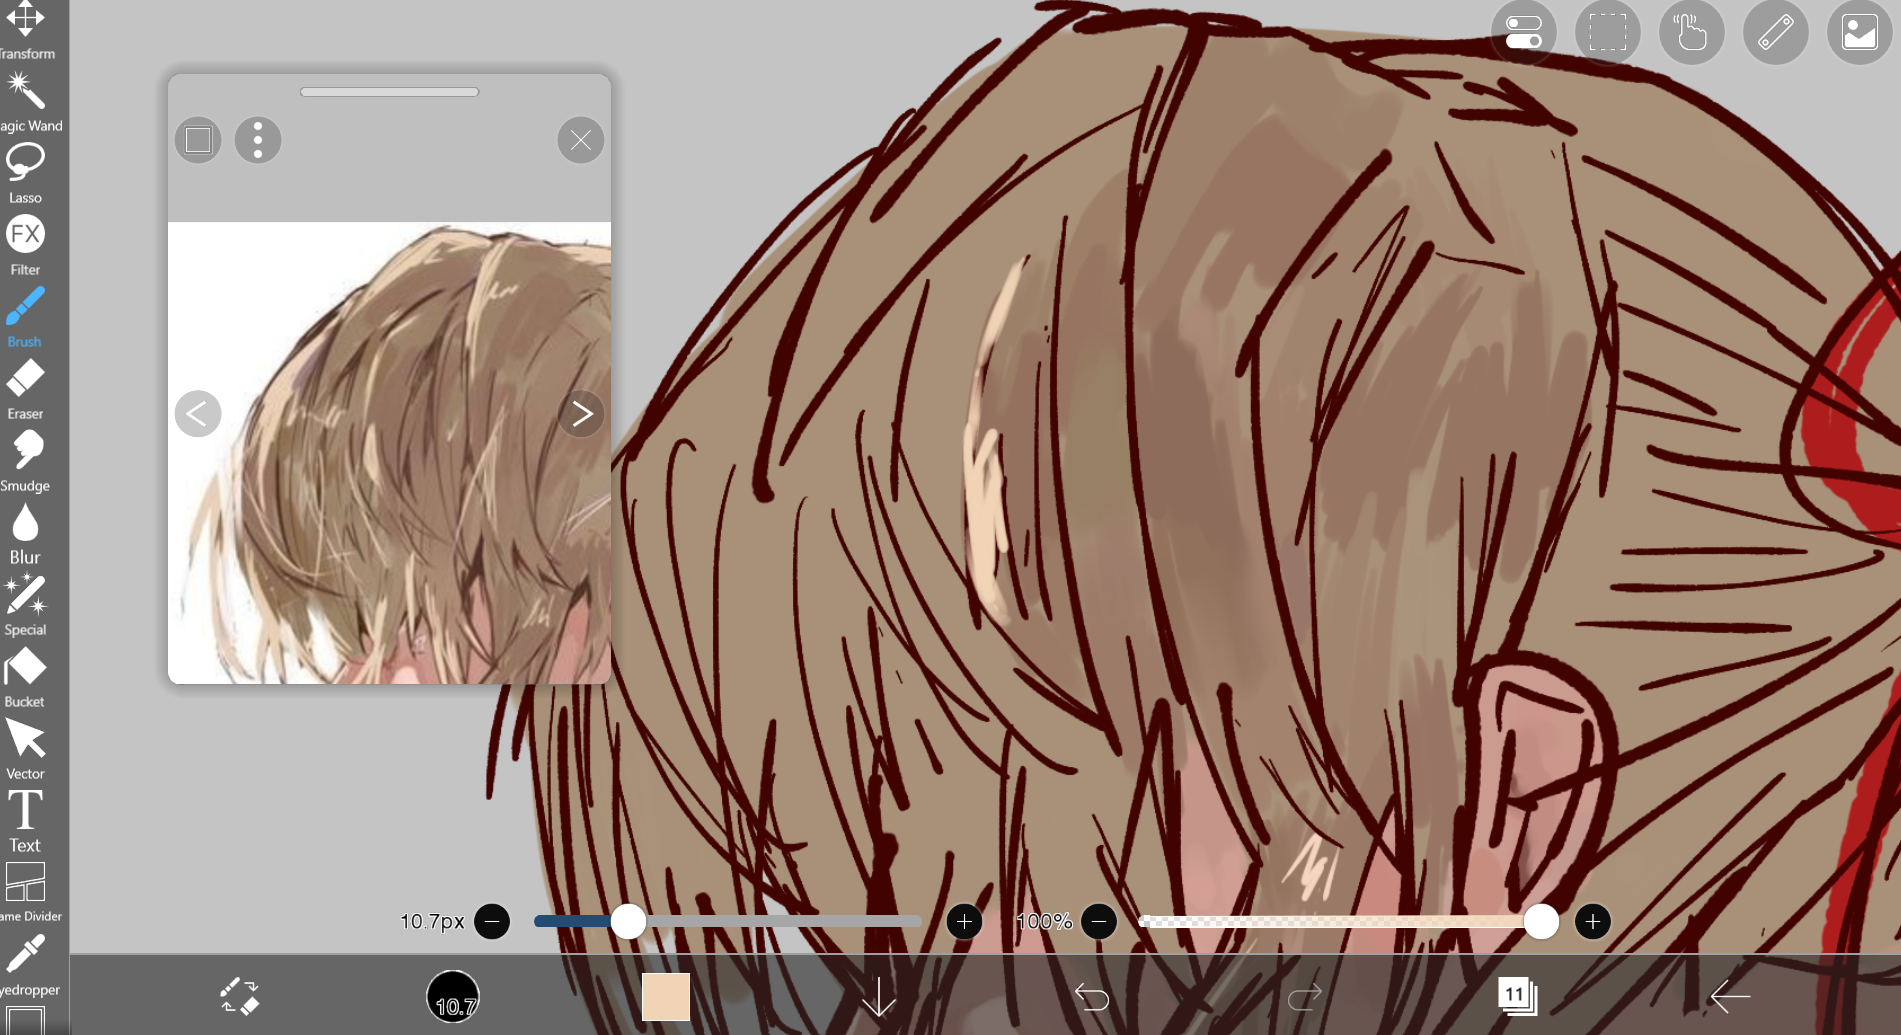 Transform
agic Wand
Lasso
FX
Filter
Brush
Eraser
Smudge
Blur
Special
Bucket
Vector
T
Text
ame Divider
yedropper
10.7px
100%
10.7
11